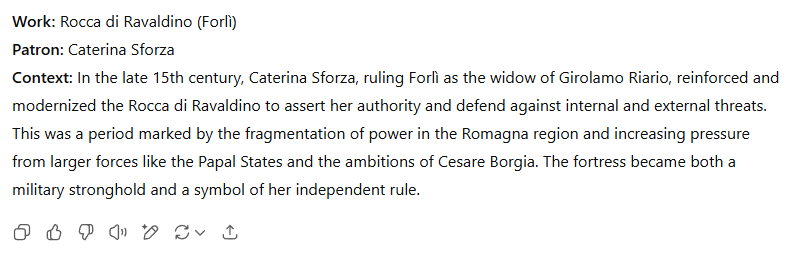 Work: Rocca di Ravaldino (Forlì)
Patron: Caterina Sforza
Context: In the late 15th century, Caterina Sforza, ruling Forlì as the widow of Girolamo Riario, reinforced and
modernized the Rocca di Ravaldino to assert her authority and defend against internal and external threats.
This was a period marked by the fragmentation of power in the Romagna region and increasing pressure
from larger forces like the Papal States and the ambitions of Cesare Borgia. The fortress became both a
military stronghold and a symbol of her independent rule.